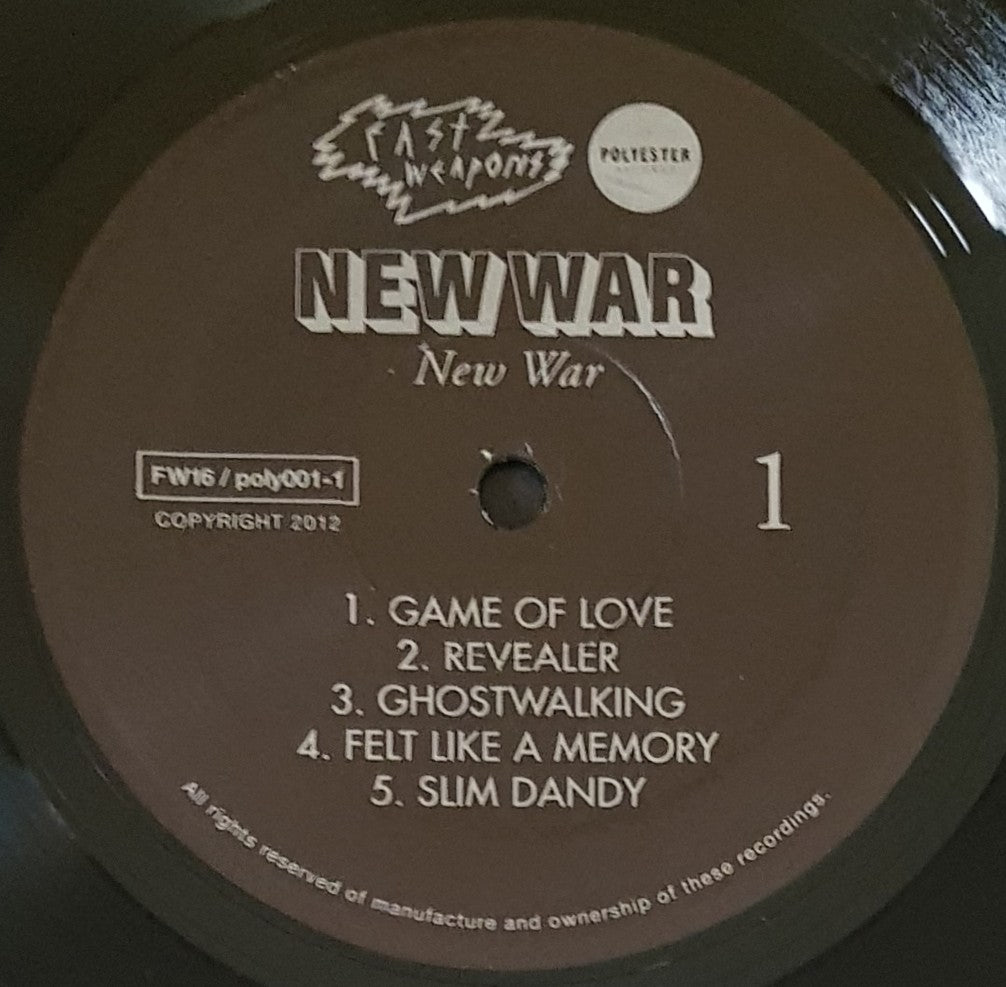 FAST
WEAPONS
POLYESTER
RECORDS
NEW WAR
New War
FW16 / poly001-1
COPYRIGHT 2012
1
1. GAME OF LOVE
2. REVEALER
3. GHOSTWALKING
4. FELT LIKE A MEMORY
5. SLIM DANDY
All rights reserved of manufacture and ownership of these recordings.